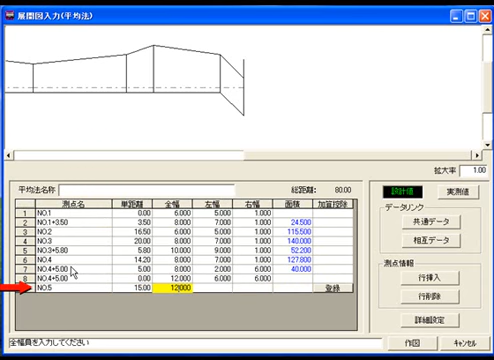 展開図入力(平均法)
拡大率 1.00
平均法名称 総距離: 80.00
測点名 単距離 全幅 左幅 右幅 面積 加算控除
1 NO.1 0.00 6.000 5.000 1.000
2 NO.1+3.50 3.50 8.000 7.000 1.000 24.500
3 NO.2 16.50 6.000 5.000 1.000 115.500
4 NO.3 20.00 8.000 7.000 1.000 140.000
5 NO.3+5.80 5.80 10.000 9.000 1.000 52.200
6 NO.4 14.20 8.000 7.000 1.000 127.800
7 NO.4+5.00 5.00 8.000 2.000 6.000 40.000
8 NO.4+5.00 0.00 12.000 6.000 6.000
NO.5 15.00 12.000 登録
設計値 実測値
データリンク
共通データ
相互データ
測点情報
行挿入
行削除
詳細設定
全幅員を入力してください 作図 キャンセル